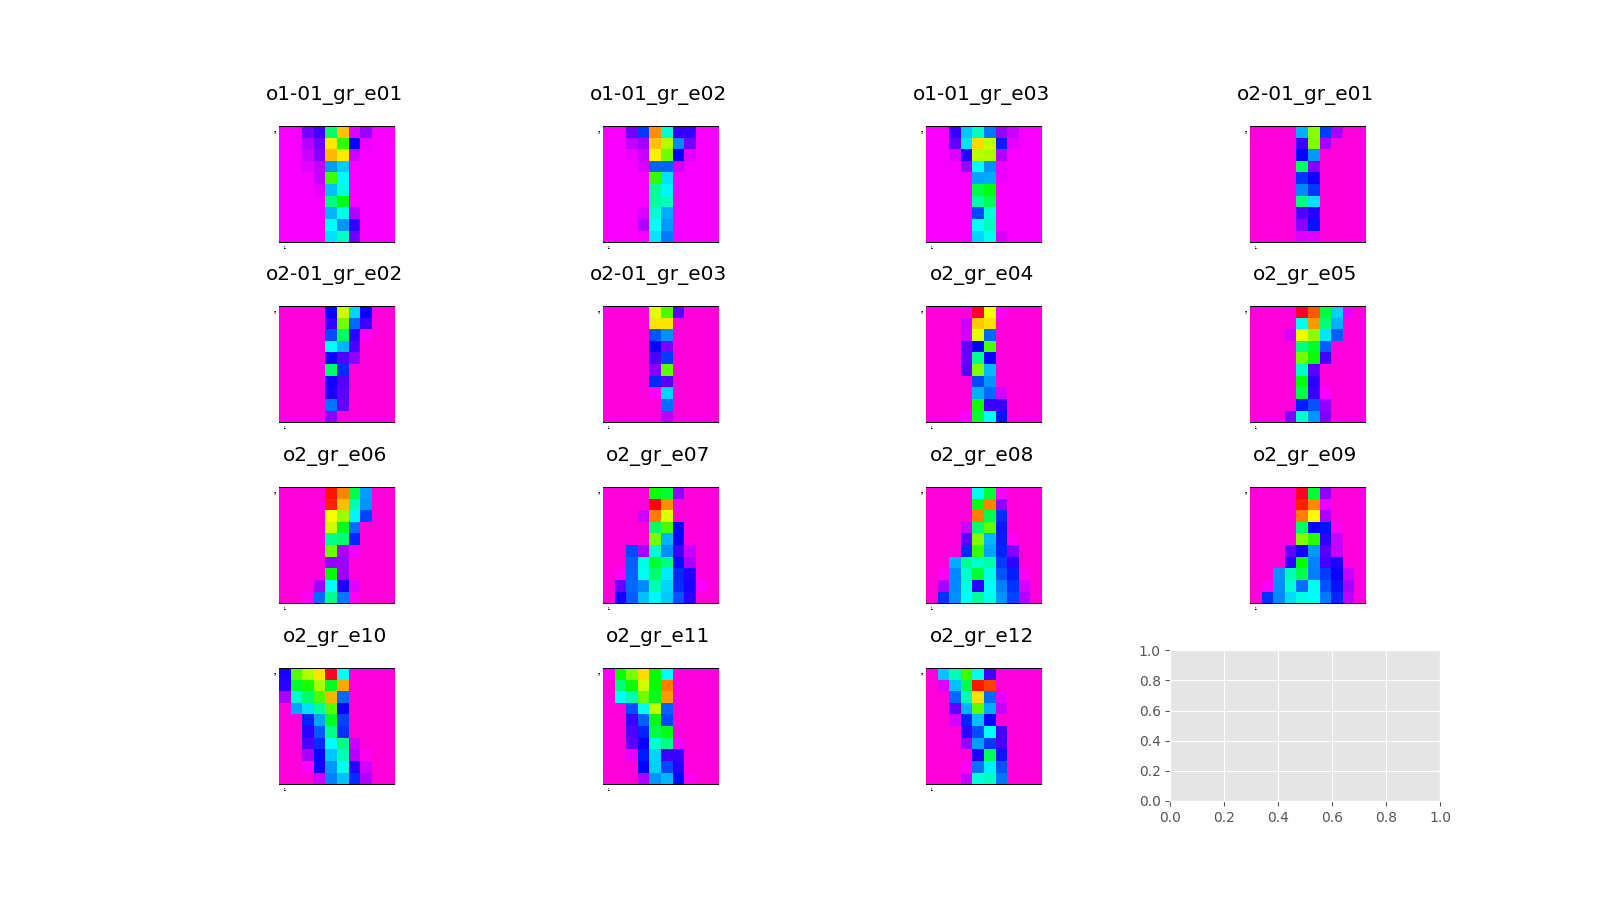 o1-01_gr_e01 o1-01_gr_e02 o1-01_gr_e03 o2-01_gr_e01
o2-01_gr_e02 o2-01_gr_e03 o2_gr_e04 o2_gr_e05
o2_gr_e06 o2_gr_e07 o2_gr_e08 o2_gr_e09
o2_gr_e10 o2_gr_e11 o2_gr_e12
1.0
0.8
0.6
0.4
0.2
0.0
0.0 0.2 0.4 0.6 0.8 1.0